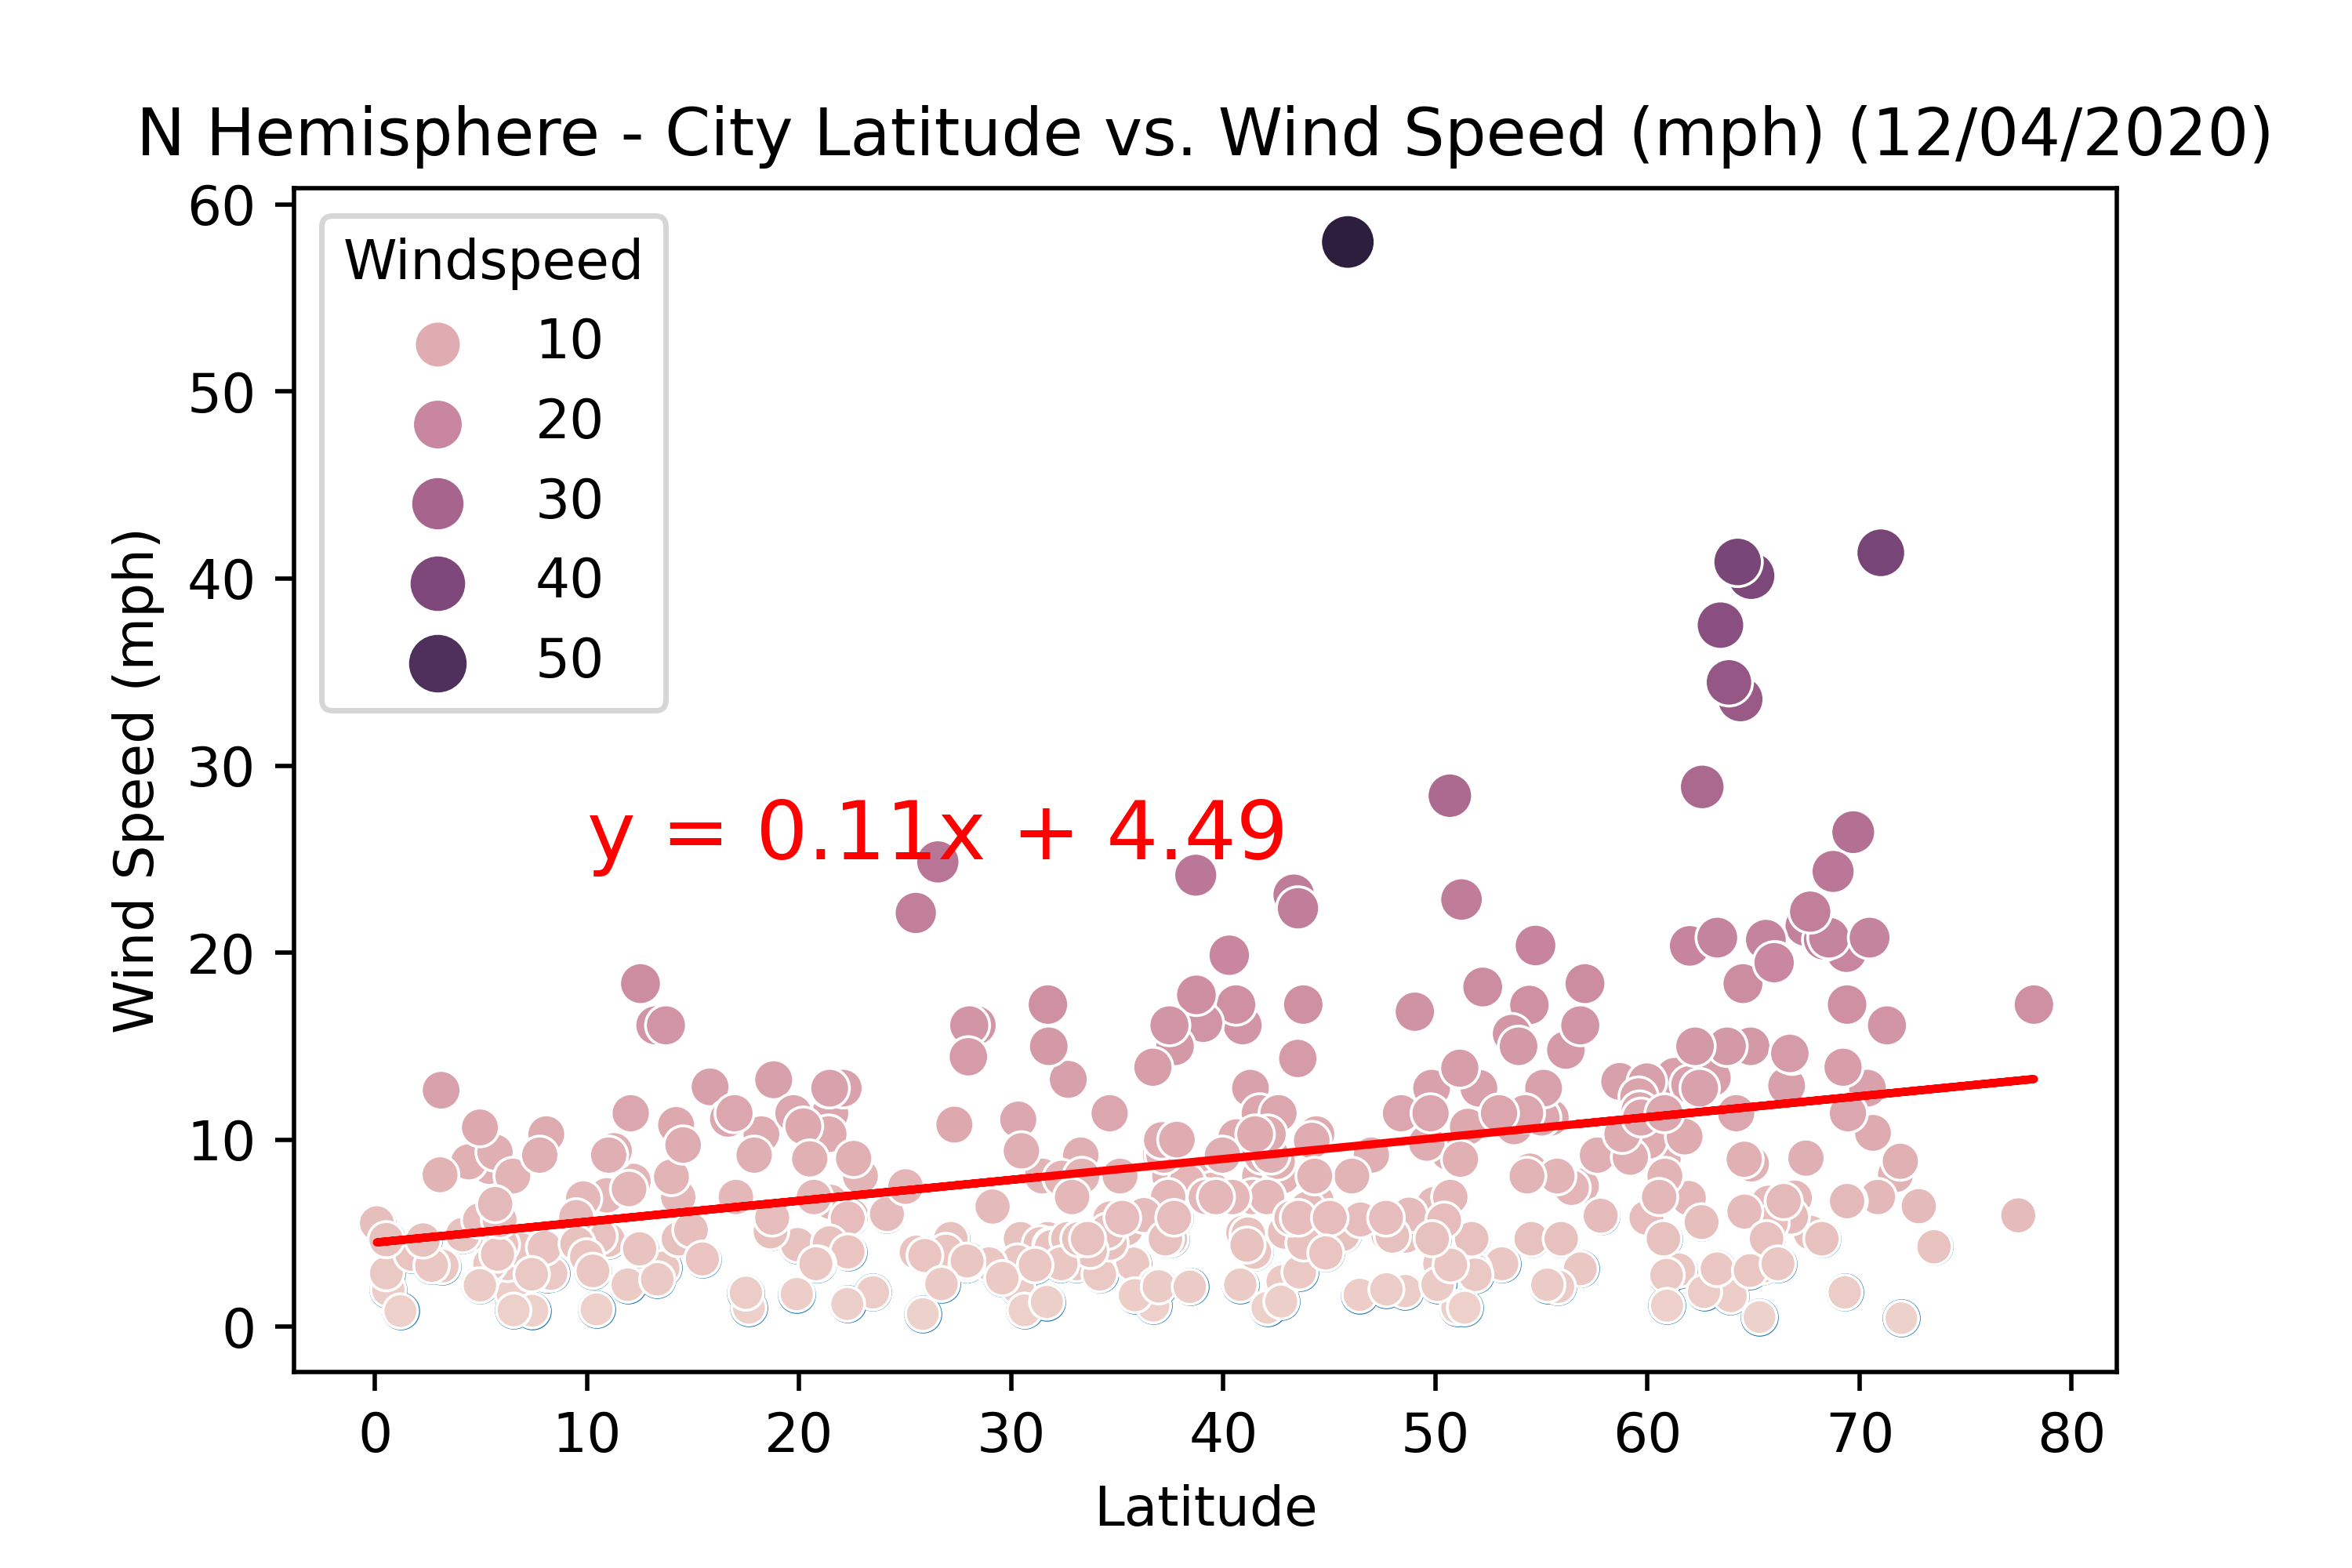 N Hemisphere - City Latitude vs. Wind Speed (mph) (12/04/2020)
60
50
40
30
20
10
0
Wind Speed (mph)
Windspeed
10
20
30
40
50
y = 0.11x + 4.49
0 10 20 30 40 50 60 70 80
Latitude